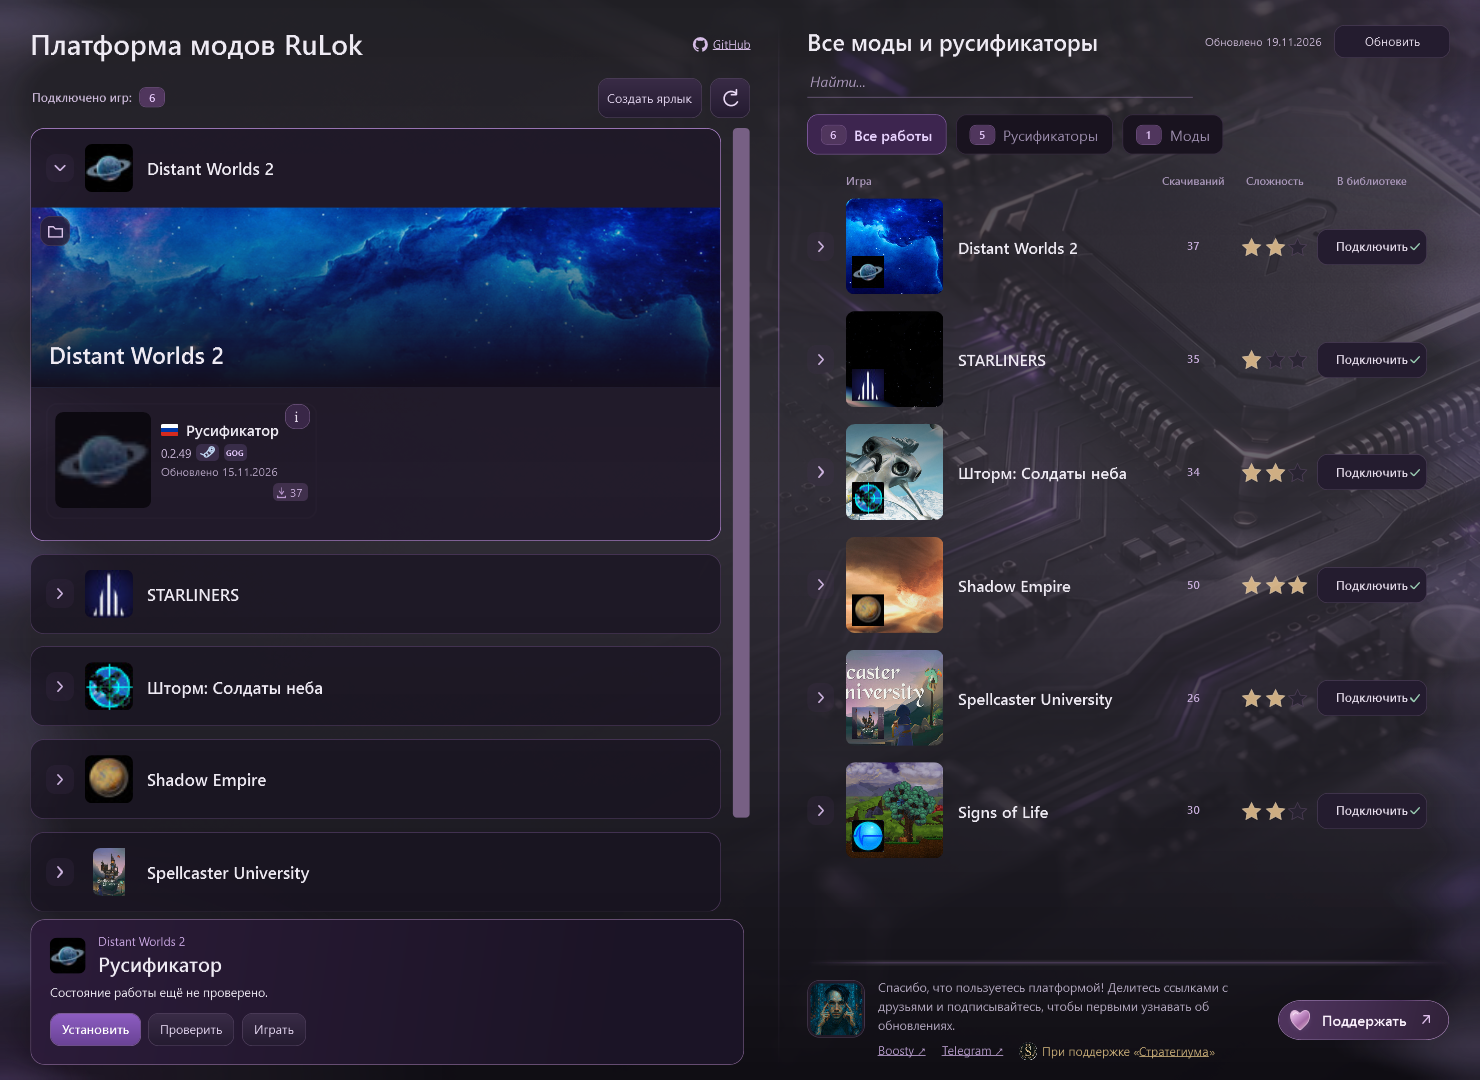 Платформа модов RuLok
GitHub
Подключено игр: 6
Создать ярлык
Distant Worlds 2
Distant Worlds 2
Русификатор
i
0.2.49 GOG
Обновлено 15.11.2026
37
STARLINERS
Шторм: Солдаты неба
Shadow Empire
Spellcaster University
Distant Worlds 2
Русификатор
Состояние работы ещё не проверено.
Установить Проверить Играть
Все моды и русификаторы
Обновлено 19.11.2026
Обновить
Найти...
6 Все работы 5 Русификаторы 1 Моды
Игра Скачиваний Сложность В библиотеке
Distant Worlds 2 37 Подключить
STARLINERS 35 Подключить
Шторм: Солдаты неба 34 Подключить
Shadow Empire 50 Подключить
caster
niversity
Spellcaster University 26 Подключить
Signs of Life 30 Подключить
Спасибо, что пользуетесь платформой! Делитесь ссылками с
друзьями и подписывайтесь, чтобы первыми узнавать об
обновлениях.
Boosty ↗ Telegram ↗ При поддержке «Стратегиума»
Поддержать ↗